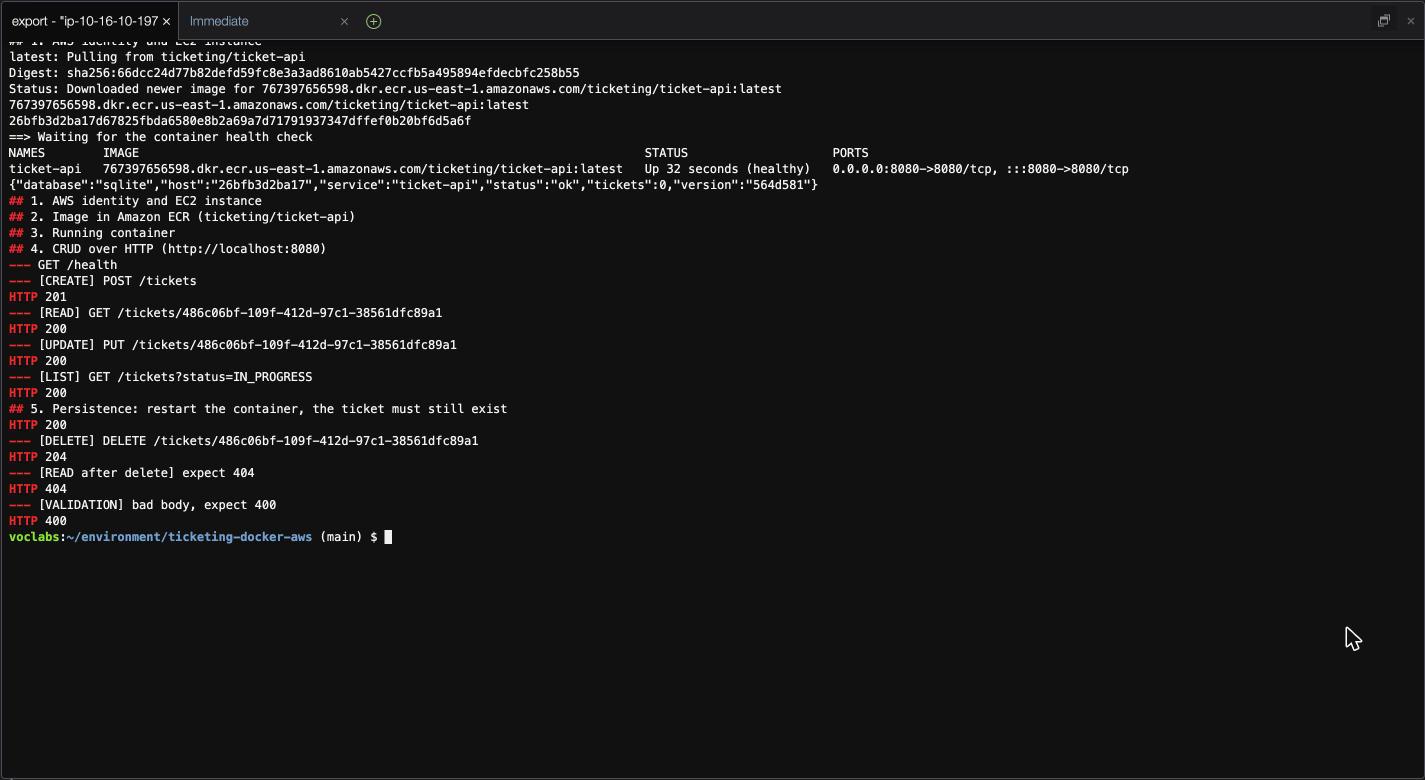 export - "ip-10-16-10-197 ×
Immediate ×
## 1. AWS identity and EC2 instance
latest: Pulling from ticketing/ticket-api
Digest: sha256:66dcc24d77b82defd59fc8e3a3ad8610ab5427ccfb5a495894efdecbfc258b55
Status: Downloaded newer image for 767397656598.dkr.ecr.us-east-1.amazonaws.com/ticketing/ticket-api:latest
767397656598.dkr.ecr.us-east-1.amazonaws.com/ticketing/ticket-api:latest
26bfb3d2ba17d67825fbda6580e8b2a69a7d71791937347dffef0b20bf6d5a6f
==> Waiting for the container health check
NAMES IMAGE STATUS PORTS
ticket-api 767397656598.dkr.ecr.us-east-1.amazonaws.com/ticketing/ticket-api:latest Up 32 seconds (healthy) 0.0.0.0:8080->8080/tcp, :::8080->8080/tcp
{"database":"sqlite","host":"26bfb3d2ba17","service":"ticket-api","status":"ok","tickets":0,"version":"564d581"}
## 1. AWS identity and EC2 instance
## 2. Image in Amazon ECR (ticketing/ticket-api)
## 3. Running container
## 4. CRUD over HTTP (http://localhost:8080)
--- GET /health
--- [CREATE] POST /tickets
HTTP 201
--- [READ] GET /tickets/486c06bf-109f-412d-97c1-38561dfc89a1
HTTP 200
--- [UPDATE] PUT /tickets/486c06bf-109f-412d-97c1-38561dfc89a1
HTTP 200
--- [LIST] GET /tickets?status=IN_PROGRESS
HTTP 200
## 5. Persistence: restart the container, the ticket must still exist
HTTP 200
--- [DELETE] DELETE /tickets/486c06bf-109f-412d-97c1-38561dfc89a1
HTTP 204
--- [READ after delete] expect 404
HTTP 404
--- [VALIDATION] bad body, expect 400
HTTP 400
voclabs:~/environment/ticketing-docker-aws (main) $